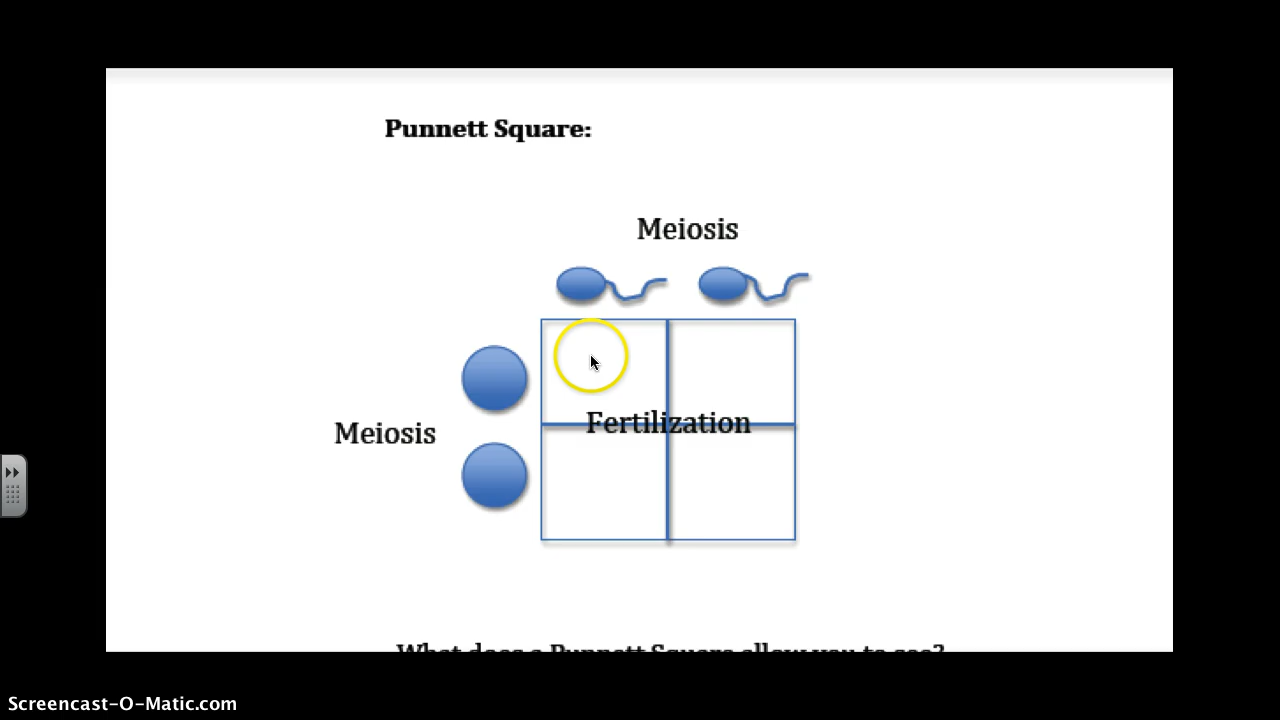 Punnett Square:
Meiosis
Fertilization
Meiosis
What does a Punnett Square allow you to see?
Screencast-O-Matic.com